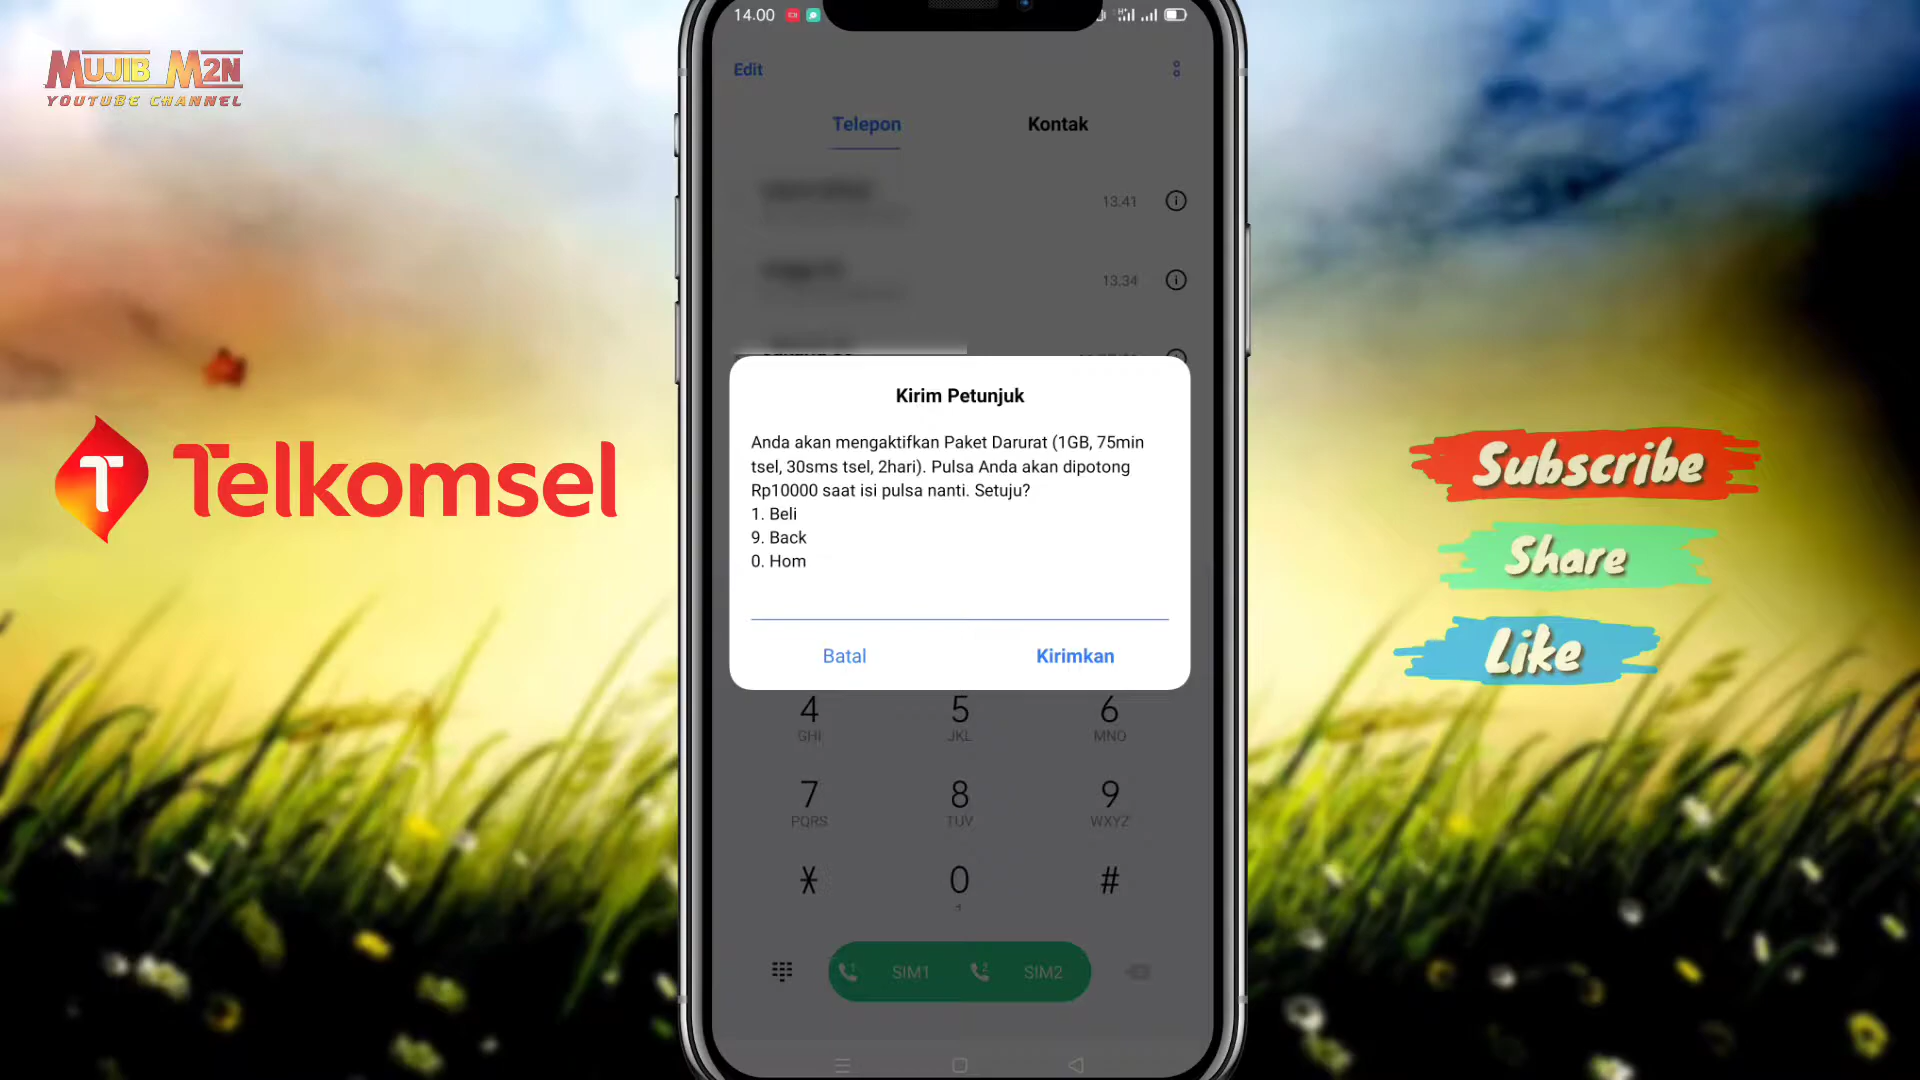 14.00
MUJIB M2N
YOUTUBE CHANNEL
Edit
Telepon
Kontak
13.41
13.34
Kirim Petunjuk
Anda akan mengaktifkan Paket Darurat (1GB, 75min
tsel, 30sms tsel, 2hari). Pulsa Anda akan dipotong
Rp10000 saat isi pulsa nanti. Setuju?
1. Beli
9. Back
0. Hom
Batal
Kirimkan
T Telkomsel
Subscribe
Share
Like
4
5
6
GHI
JKL
MNO
7
8
9
PQRS
TUV
WXYZ
*
0
#
1 SIM1
2 SIM2